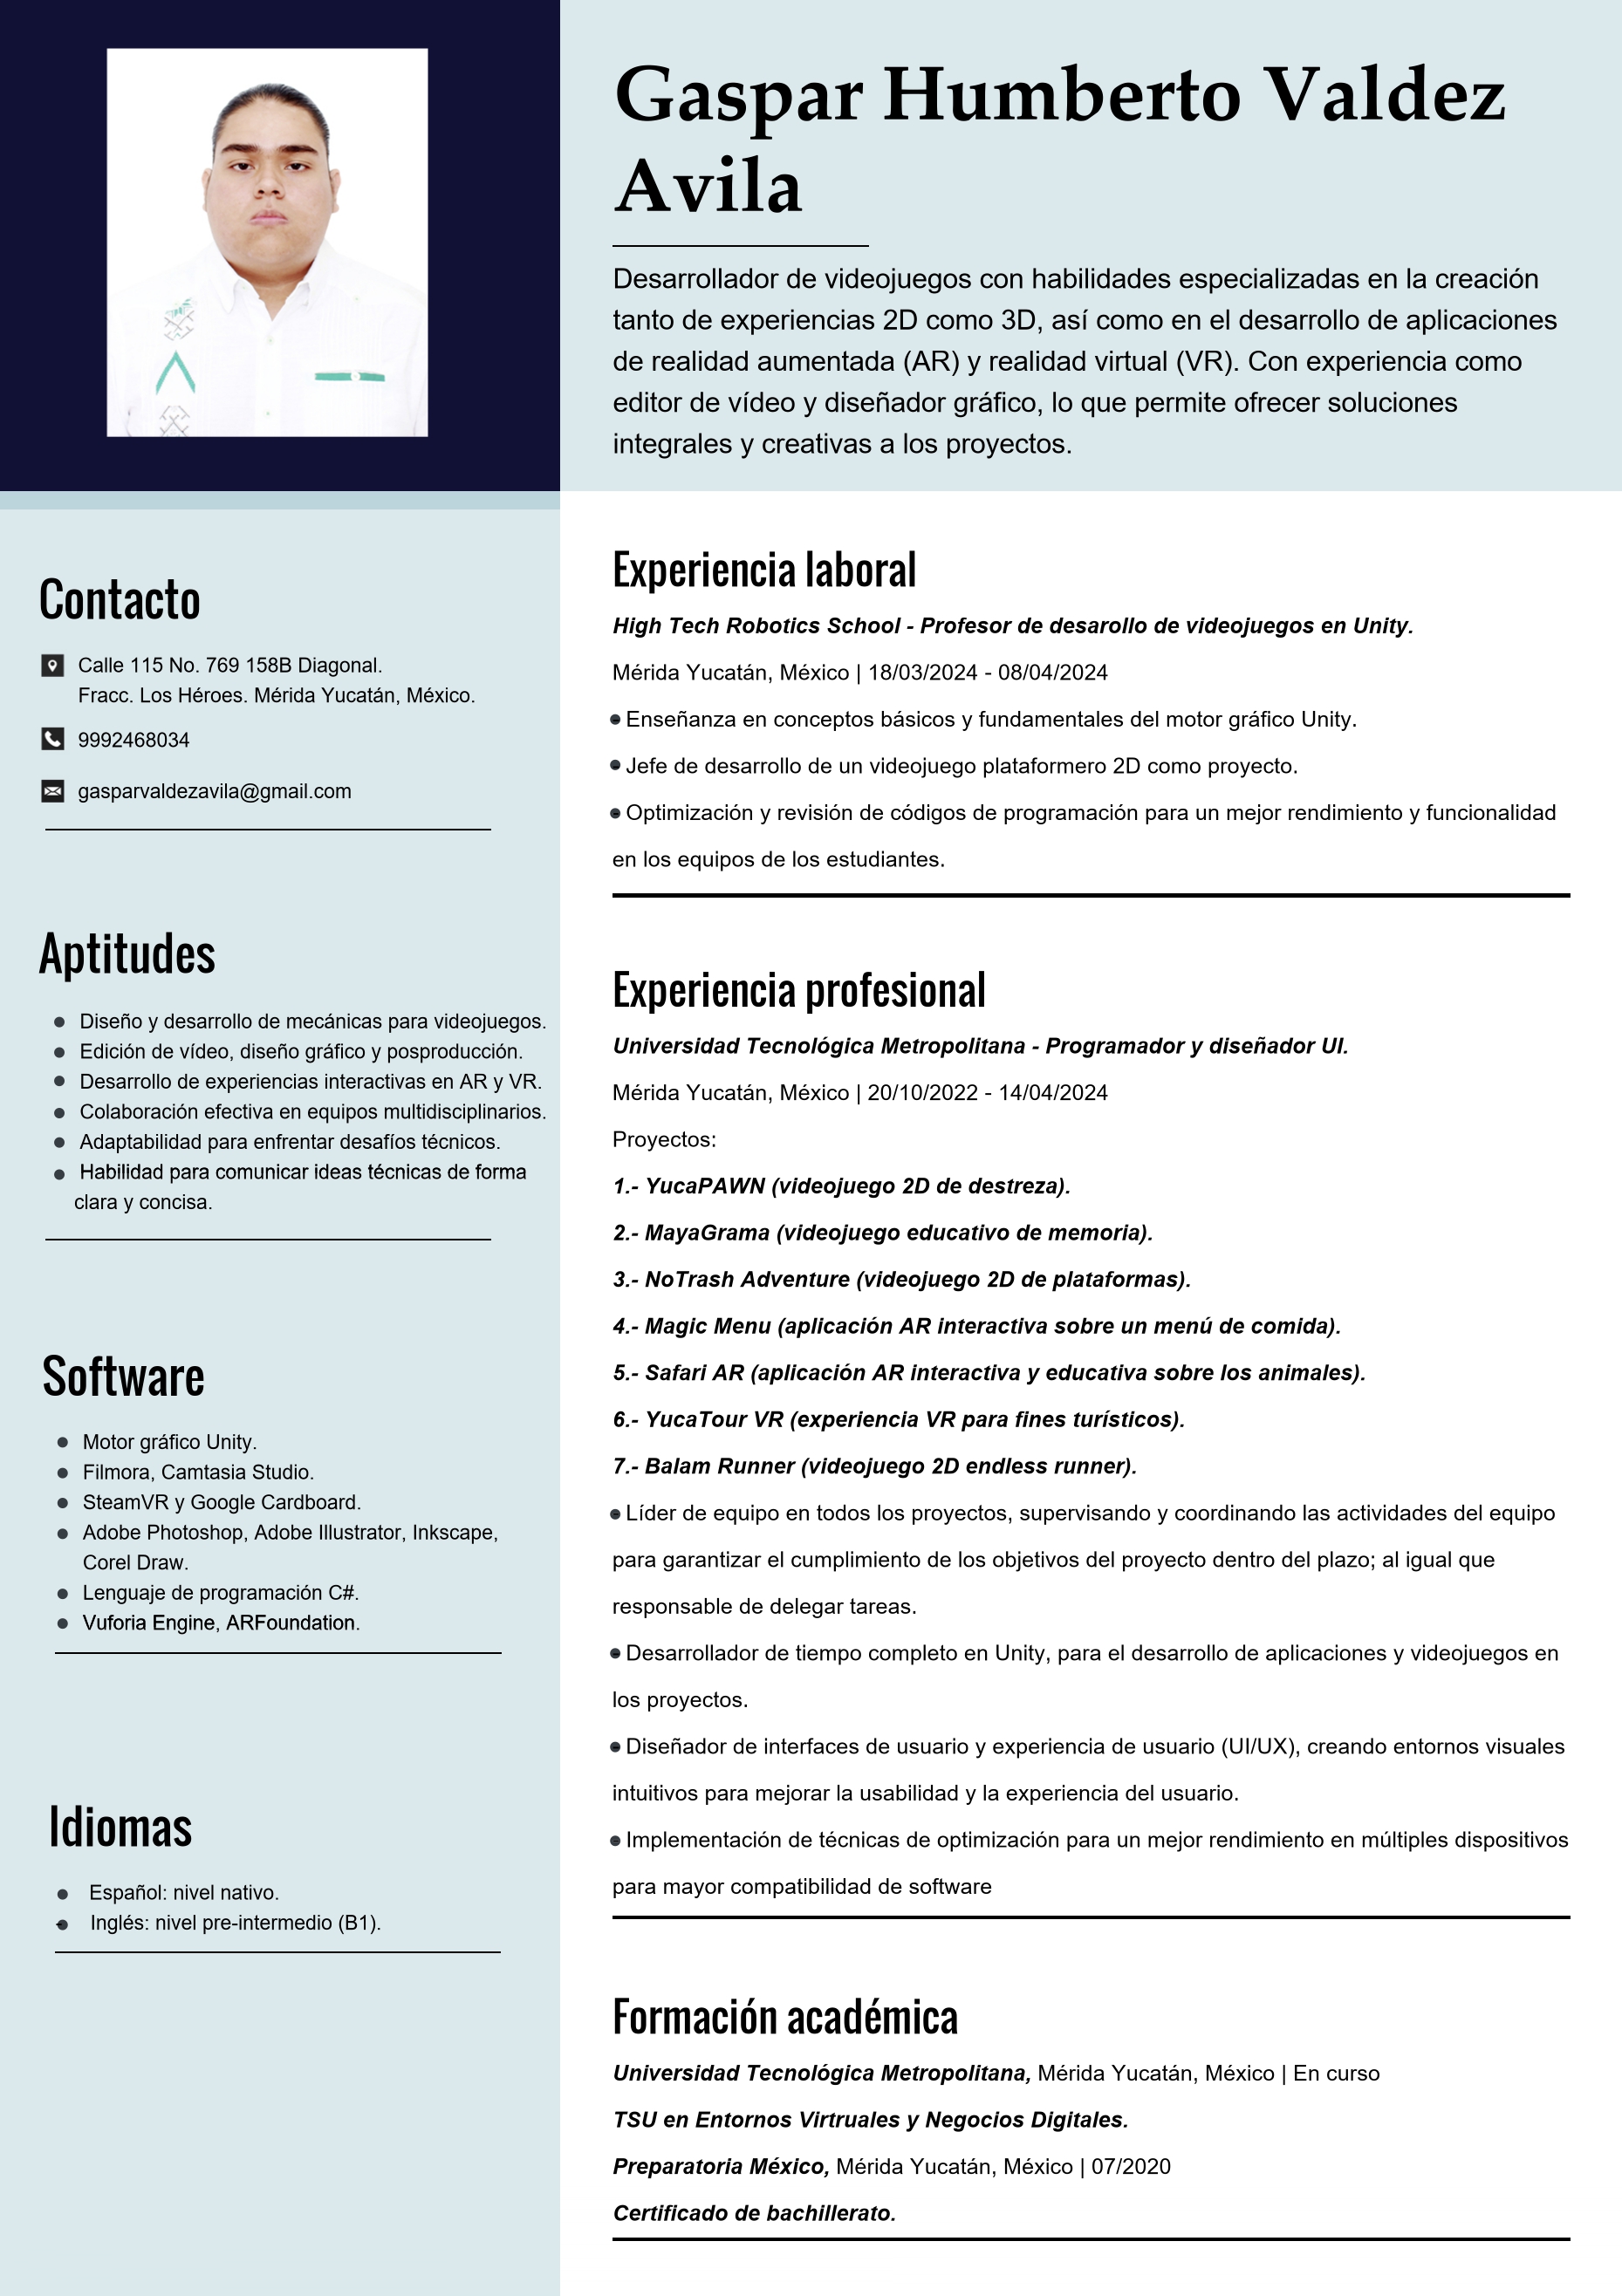 Gaspar Humberto Valdez
Avila
Desarrollador de videojuegos con habilidades especializadas en la creación
tanto de experiencias 2D como 3D, así como en el desarrollo de aplicaciones
de realidad aumentada (AR) y realidad virtual (VR). Con experiencia como
editor de vídeo y diseñador gráfico, lo que permite ofrecer soluciones
integrales y creativas a los proyectos.
Contacto
Calle 115 No. 769 158B Diagonal.
Fracc. Los Héroes. Mérida Yucatán, México.
9992468034
gasparvaldezavila@gmail.com
Aptitudes
Diseño y desarrollo de mecánicas para videojuegos.
Edición de vídeo, diseño gráfico y posproducción.
Desarrollo de experiencias interactivas en AR y VR.
Colaboración efectiva en equipos multidisciplinarios.
Adaptabilidad para enfrentar desafíos técnicos.
Habilidad para comunicar ideas técnicas de forma
clara y concisa.
Software
Motor gráfico Unity.
Filmora, Camtasia Studio.
SteamVR y Google Cardboard.
Adobe Photoshop, Adobe Illustrator, Inkscape,
Corel Draw.
Lenguaje de programación C#.
Vuforia Engine, ARFoundation.
Idiomas
Español: nivel nativo.
Inglés: nivel pre-intermedio (B1).
Experiencia laboral
High Tech Robotics School - Profesor de desarollo de videojuegos en Unity.
Mérida Yucatán, México | 18/03/2024 - 08/04/2024
Enseñanza en conceptos básicos y fundamentales del motor gráfico Unity.
Jefe de desarrollo de un videojuego plataformero 2D como proyecto.
Optimización y revisión de códigos de programación para un mejor rendimiento y funcionalidad
en los equipos de los estudiantes.
Experiencia profesional
Universidad Tecnológica Metropolitana - Programador y diseñador UI.
Mérida Yucatán, México | 20/10/2022 - 14/04/2024
Proyectos:
1.- YucaPAWN (videojuego 2D de destreza).
2.- MayaGrama (videojuego educativo de memoria).
3.- NoTrash Adventure (videojuego 2D de plataformas).
4.- Magic Menu (aplicación AR interactiva sobre un menú de comida).
5.- Safari AR (aplicación AR interactiva y educativa sobre los animales).
6.- YucaTour VR (experiencia VR para fines turísticos).
7.- Balam Runner (videojuego 2D endless runner).
Líder de equipo en todos los proyectos, supervisando y coordinando las actividades del equipo
para garantizar el cumplimiento de los objetivos del proyecto dentro del plazo; al igual que
responsable de delegar tareas.
Desarrollador de tiempo completo en Unity, para el desarrollo de aplicaciones y videojuegos en
los proyectos.
Diseñador de interfaces de usuario y experiencia de usuario (UI/UX), creando entornos visuales
intuitivos para mejorar la usabilidad y la experiencia del usuario.
Implementación de técnicas de optimización para un mejor rendimiento en múltiples dispositivos
para mayor compatibilidad de software
Formación académica
Universidad Tecnológica Metropolitana, Mérida Yucatán, México | En curso
TSU en Entornos Virtruales y Negocios Digitales.
Preparatoria México, Mérida Yucatán, México | 07/2020
Certificado de bachillerato.